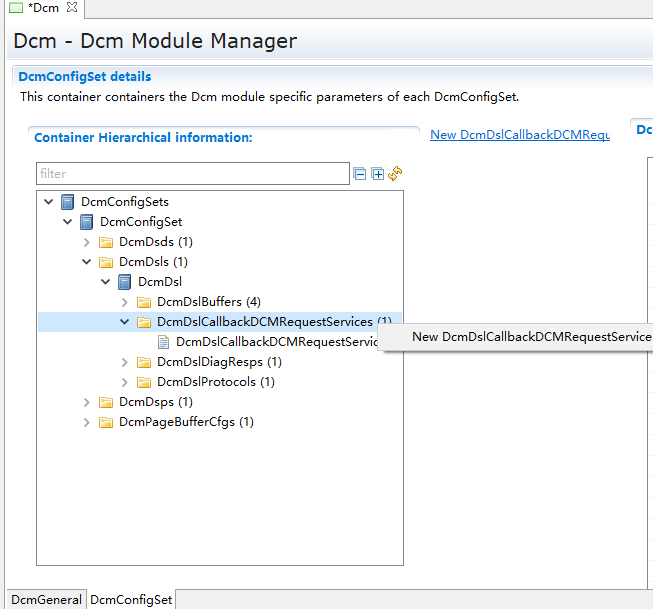 *Dcm
Dcm - Dcm Module Manager
DcmConfigSet details
This container containers the Dcm module specific parameters of each DcmConfigSet.
Container Hierarchical information:
New DcmDslCallbackDCMRequ
Dc
filter
DcmConfigSets
DcmConfigSet
DcmDsds (1)
DcmDsls (1)
DcmDsl
DcmDslBuffers (4)
DcmDslCallbackDCMRequestServices (1)
New DcmDslCallbackDCMRequestService
DcmDslCallbackDCMRequestServic
DcmDslDiagResps (1)
DcmDslProtocols (1)
DcmDsps (1)
DcmPageBufferCfgs (1)
DcmGeneral
DcmConfigSet